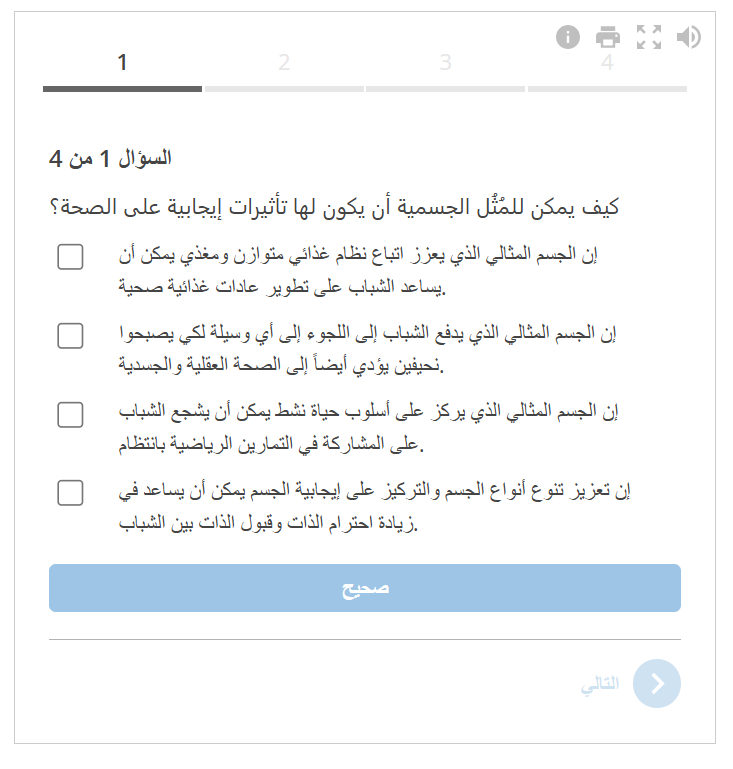 1
2
3
4
السؤال 1 من 4
كيف يمكن للمُثُل الجسمية أن يكون لها تأثيرات إيجابية على الصحة؟
إن الجسم المثالي الذي يعزز اتباع نظام غذائي متوازن ومغذي يمكن أن
يساعد الشباب على تطوير عادات غذائية صحية.
إن الجسم المثالي الذي يدفع الشباب إلى اللجوء إلى أي وسيلة لكي يصبحوا
نحيفين يؤدي أيضاً إلى الصحة العقلية والجسدية.
إن الجسم المثالي الذي يركز على أسلوب حياة نشط يمكن أن يشجع الشباب
على المشاركة في التمارين الرياضية بانتظام.
إن تعزيز تنوع أنواع الجسم والتركيز على إيجابية الجسم يمكن أن يساعد في
زيادة احترام الذات وقبول الذات بين الشباب.
صحيح
التالي